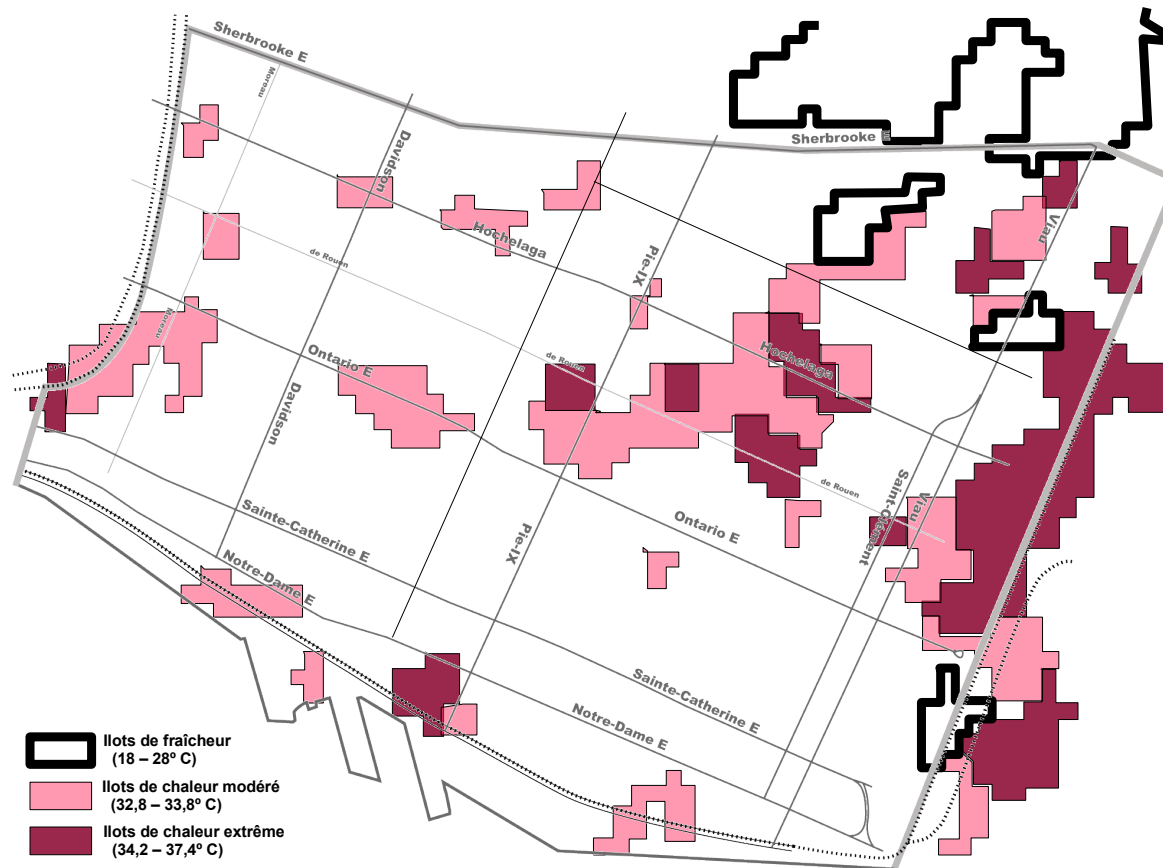 Sherbrooke E
Moreau
Davidson
Sherbrooke
Hochelaga
Viau
Pie-IX
de Rouen
Moreau
Ontario E
de Rouen
Hochelaga
Davidson
de Rouen
Saint-Clément
Viau
Sainte-Catherine E
Pie-IX
Ontario E
Notre-Dame E
Sainte-Catherine E
Notre-Dame E
Ilots de fraîcheur
(18 – 28º C)
Ilots de chaleur modéré
(32,8 – 33,8º C)
Ilots de chaleur extrême
(34,2 – 37,4º C)